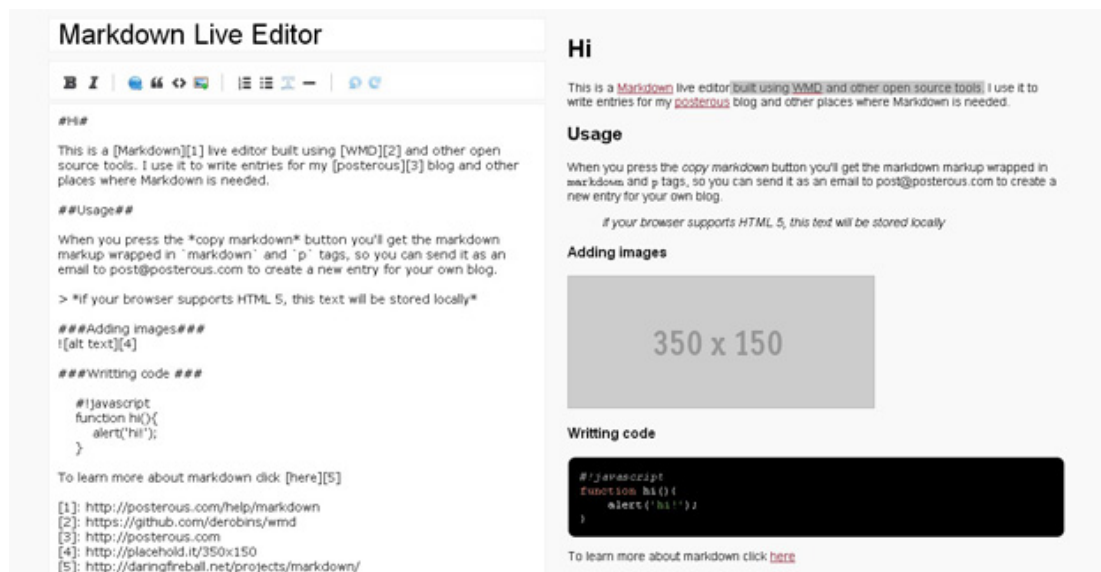 Markdown Live Editor
B I
#Hi#
This is a [Markdown][1] live editor built using [WMD][2] and other open
source tools. I use it to write entries for my [posterous][3] blog and other
places where Markdown is needed.
##Usage##
When you press the *copy markdown* button you'll get the markdown
markup wrapped in `markdown` and `p` tags, so you can send it as an
email to post@posterous.com to create a new entry for your own blog.
> *if your browser supports HTML 5, this text will be stored locally*
###Adding images###
![alt text][4]
###Writting code ###
#!javascript
function hi(){
alert('hi!');
}
To learn more about markdown click [here][5]
[1]: http://posterous.com/help/markdown
[2]: https://github.com/derobins/wmd
[3]: http://posterous.com
[4]: http://placehold.it/350x150
[5]: http://daringfireball.net/projects/markdown/
Hi
This is a Markdown live editor built using WMD and other open source tools. I use it to
write entries for my posterous blog and other places where Markdown is needed.
Usage
When you press the copy markdown button you'll get the markdown markup wrapped in
markdown and p tags, so you can send it as an email to post@posterous.com to create a
new entry for your own blog.
if your browser supports HTML 5, this text will be stored locally
Adding images
350 x 150
Writting code
#!javascript
function hi(){
alert('hi!');
}
To learn more about markdown click here